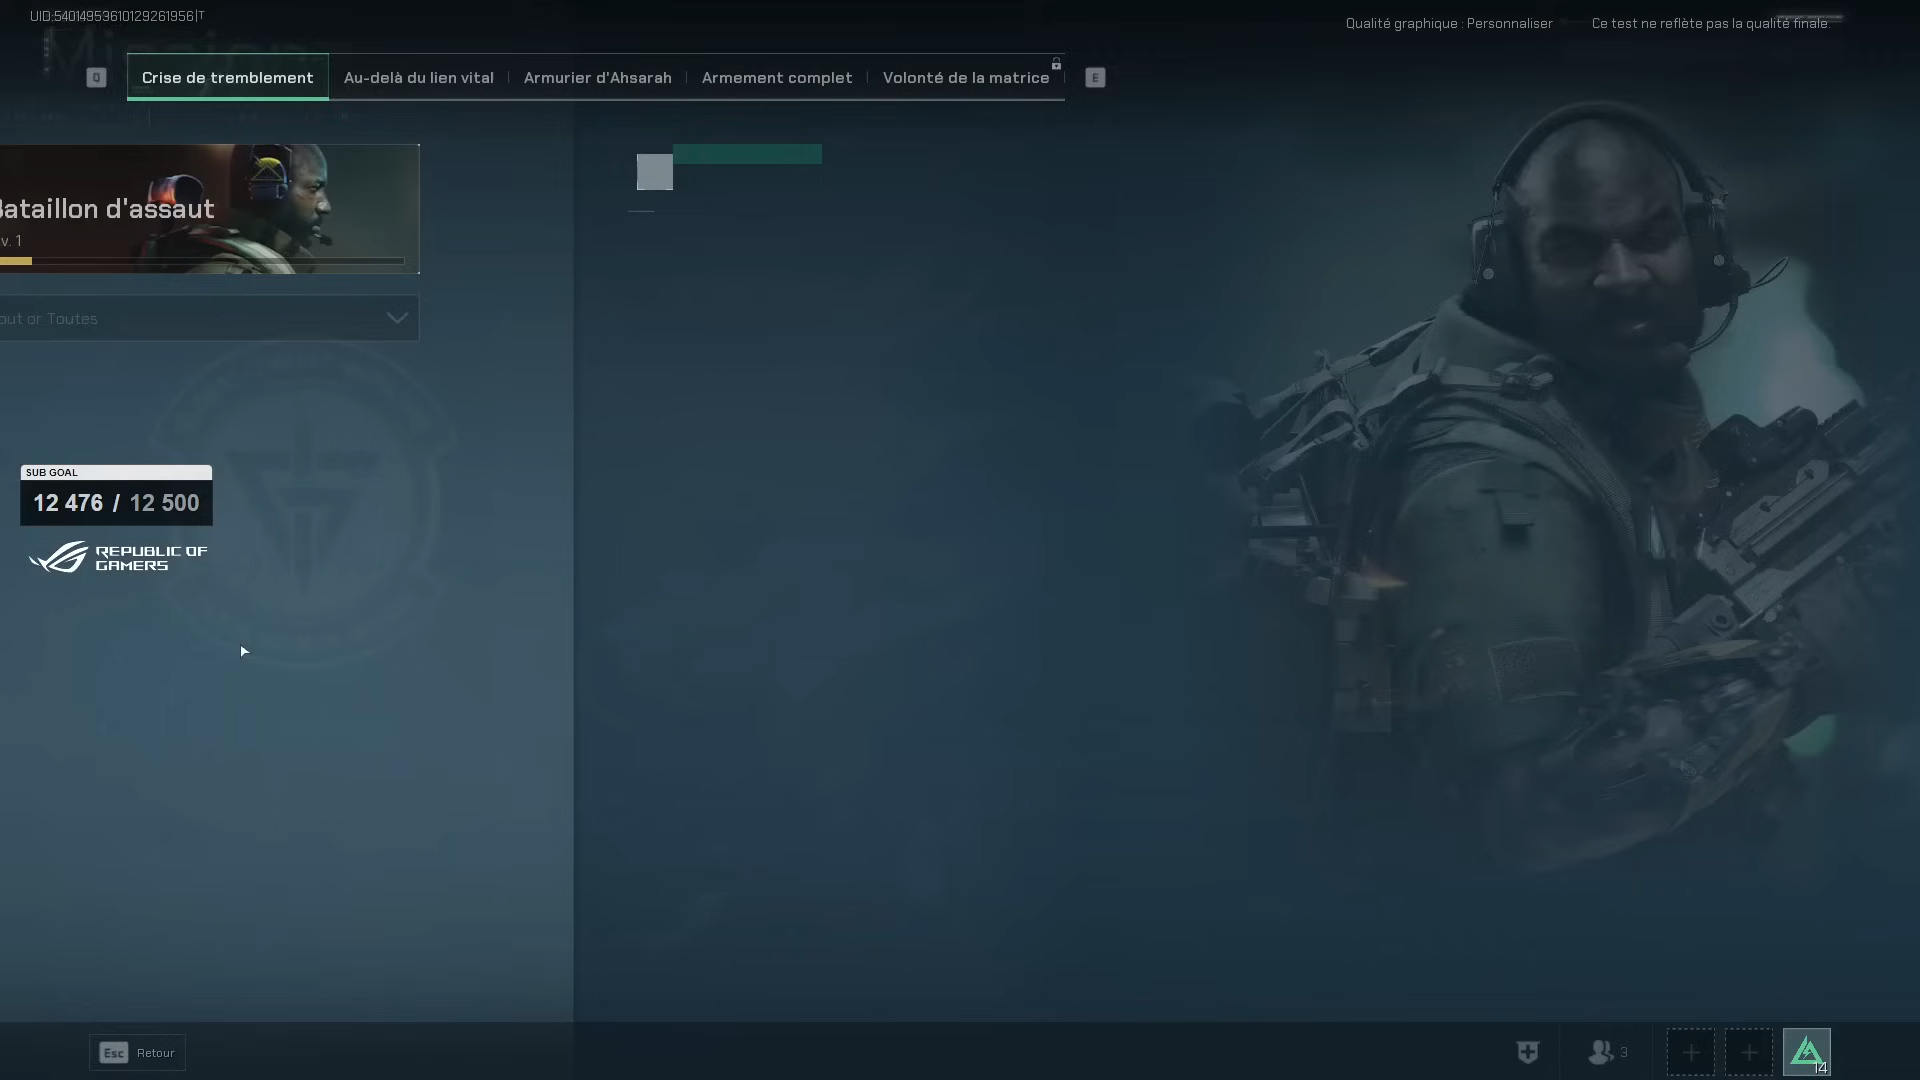 UID:54014953610129261956|T
Qualité graphique : Personnaliser
Ce test ne reflète pas la qualité finale.
Q
Crise de tremblement
Au-delà du lien vital
Armurier d'Ahsarah
Armement complet
Volonté de la matrice
E
Bataillon d'assaut
v. 1
out or Toutes
SUB GOAL
12 476 / 12 500
REPUBLIC OF
GAMERS
Esc Retour
3
14